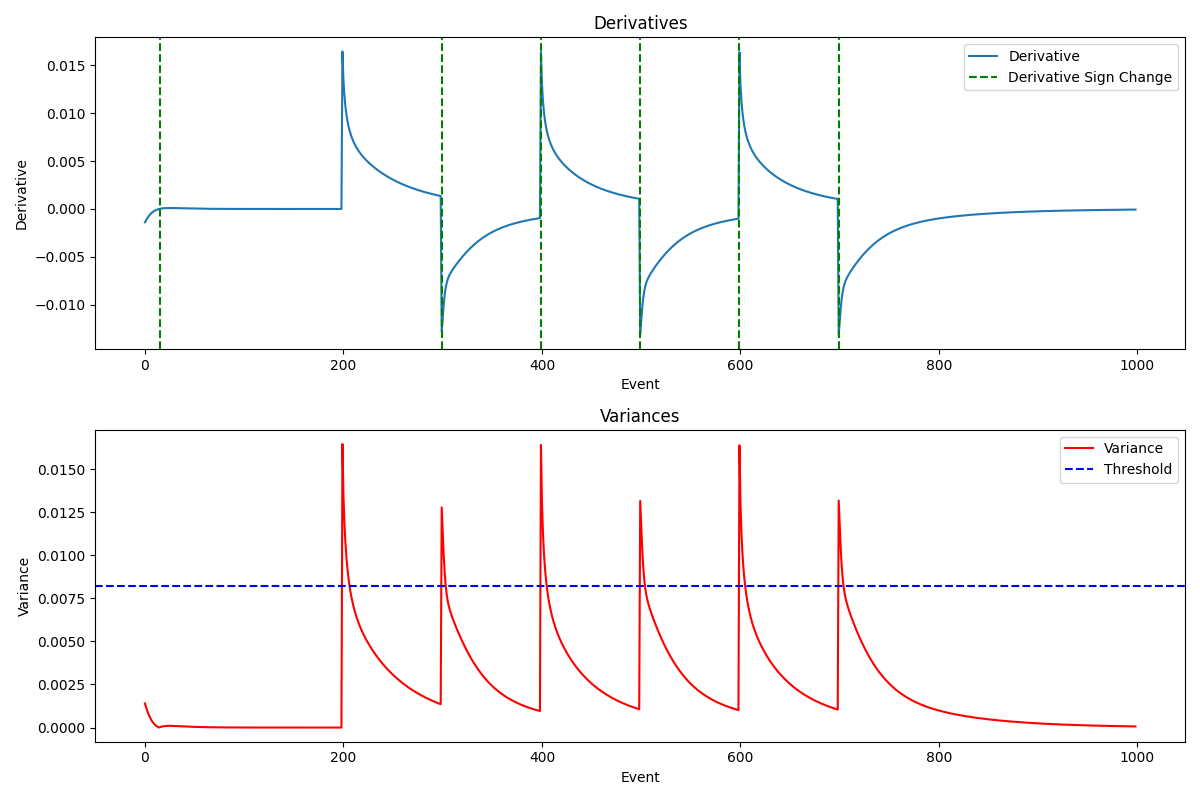 Derivatives
Derivative
Derivative Sign Change
0.015
0.010
0.005
0.000
−0.005
−0.010
Derivative
0 200 400 600 800 1000
Event
Variances
Variance
Threshold
0.0150
0.0125
0.0100
0.0075
0.0050
0.0025
0.0000
Variance
0 200 400 600 800 1000
Event